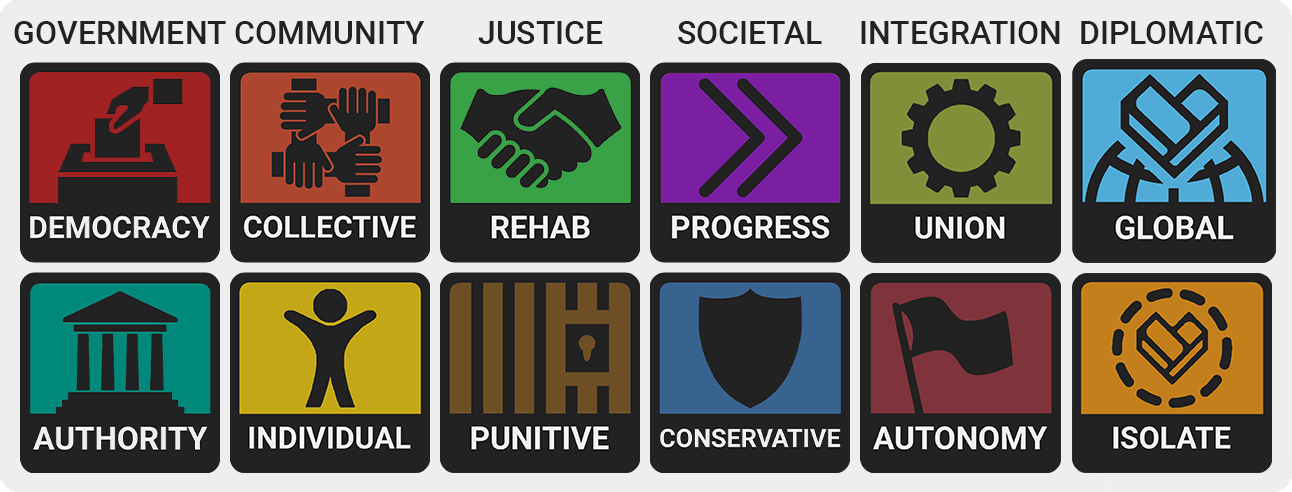 GOVERNMENT COMMUNITY JUSTICE SOCIETAL INTEGRATION DIPLOMATIC
DEMOCRACY COLLECTIVE REHAB PROGRESS UNION GLOBAL
AUTHORITY INDIVIDUAL PUNITIVE CONSERVATIVE AUTONOMY ISOLATE